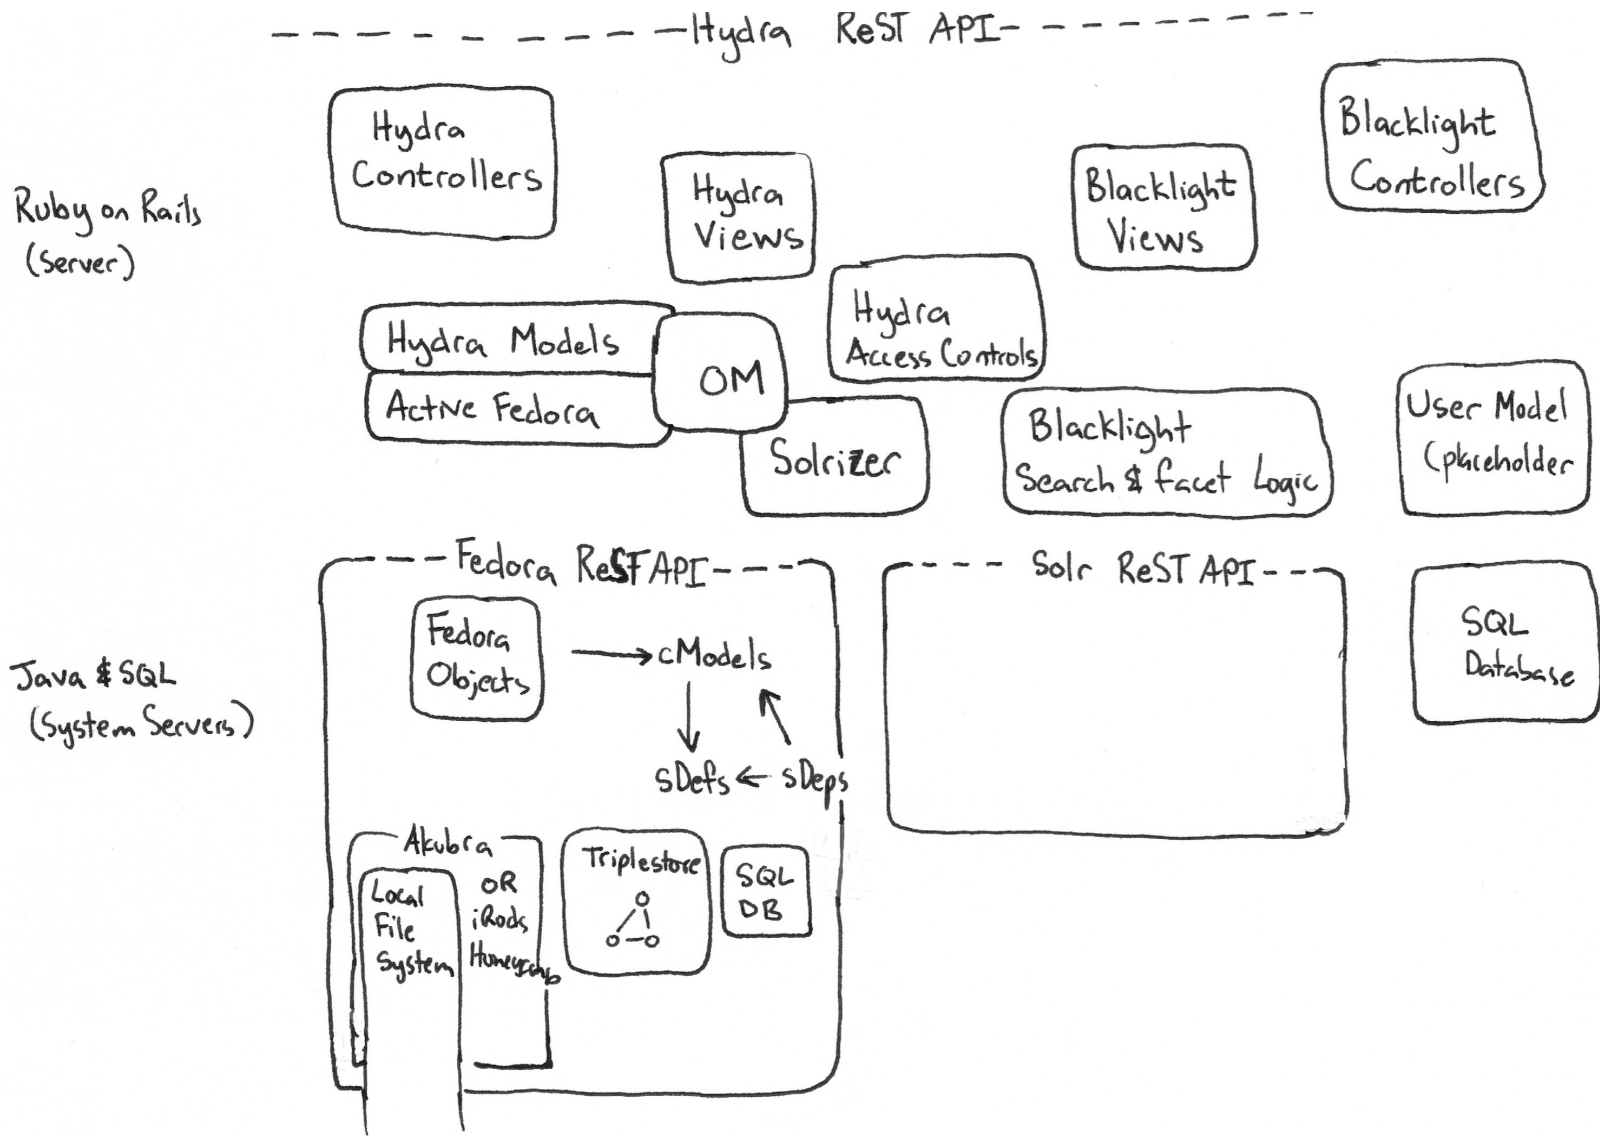 Hydra ReST API
Hydra
Controllers
Hydra
Views
Blacklight
Views
Blacklight
Controllers
Ruby on Rails
(Server)
Hydra Models
Active Fedora
OM
Solrizer
Hydra
Access Controls
Blacklight
Search & facet Logic
User Model
(placeholder
Java & SQL
(System Servers)
Fedora ReST API
Fedora
Objects
cModels
sDefs
sDeps
Akubra
Local
File
System
OR
iRods
Honeycomb
Triplestore
SQL
DB
Solr ReST API
SQL
Database